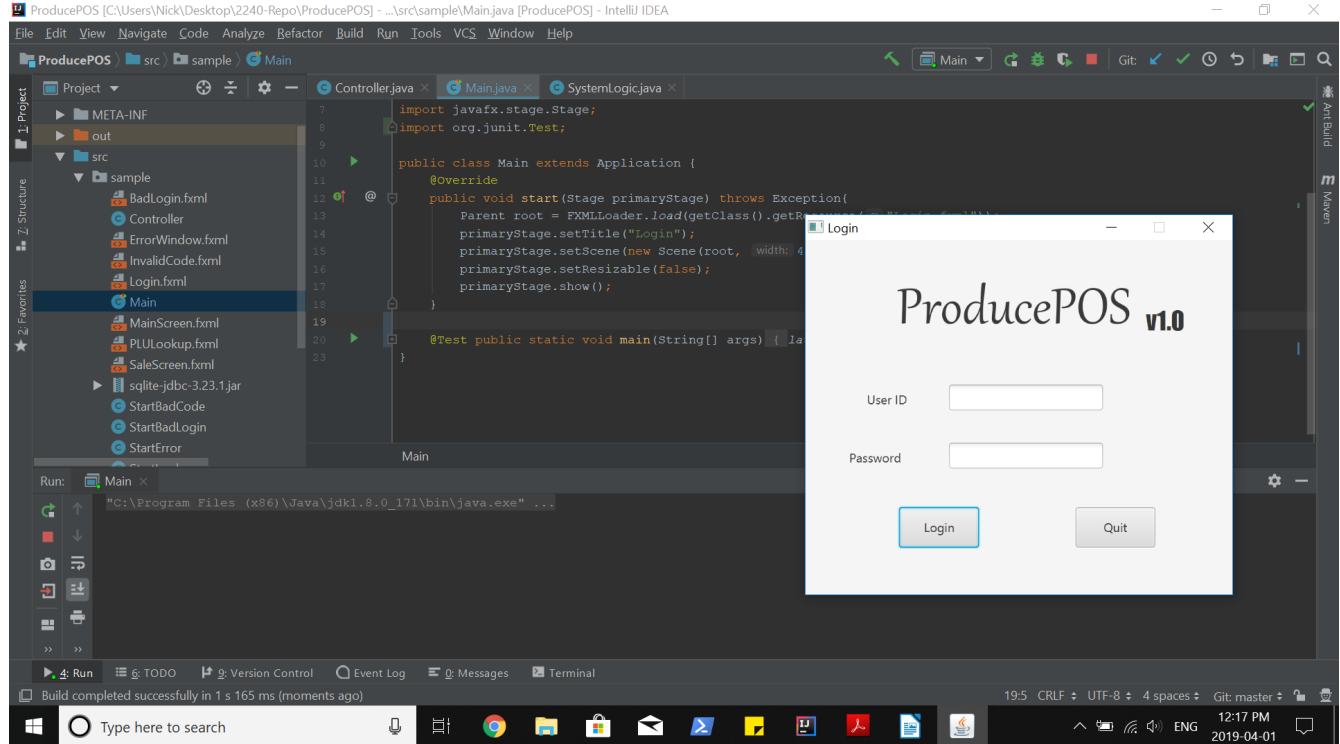 ProducePOS [C:\Users\Nick\Desktop\2240-Repo\ProducePOS] - ...\src\sample\Main.java [ProducePOS] - IntelliJ IDEA
File Edit View Navigate Code Analyze Refactor Build Run Tools VCS Window Help
ProducePOS src sample Main
Main Git:
Project
Controller.java Main.java SystemLogic.java
1: Project
Z: Structure
2: Favorites
META-INF
out
src
sample
BadLogin.fxml
Controller
ErrorWindow.fxml
InvalidCode.fxml
Login.fxml
Main
MainScreen.fxml
PLULookup.fxml
SaleScreen.fxml
sqlite-jdbc-3.23.1.jar
StartBadCode
StartBadLogin
StartError
7 import javafx.stage.Stage;
8 import org.junit.Test;
9
10 public class Main extends Application {
11 @Override
12 @ public void start(Stage primaryStage) throws Exception{
13 Parent root = FXMLLoader.load(getClass().getResource(
14 primaryStage.setTitle("Login");
15 primaryStage.setScene(new Scene(root, width: 4
16 primaryStage.setResizable(false);
17 primaryStage.show();
18 }
19
20 @Test public static void main(String[] args) { la
23 }
Main
Ant Build
m Maven
Login
ProducePOS v1.0
User ID
Password
Login Quit
Run: Main
"C:\Program Files (x86)\Java\jdk1.8.0_171\bin\java.exe" ...
4: Run 6: TODO 9: Version Control Event Log 0: Messages Terminal
Build completed successfully in 1 s 165 ms (moments ago)
19:5 CRLF UTF-8 4 spaces Git: master
Type here to search
ENG
12:17 PM
2019-04-01